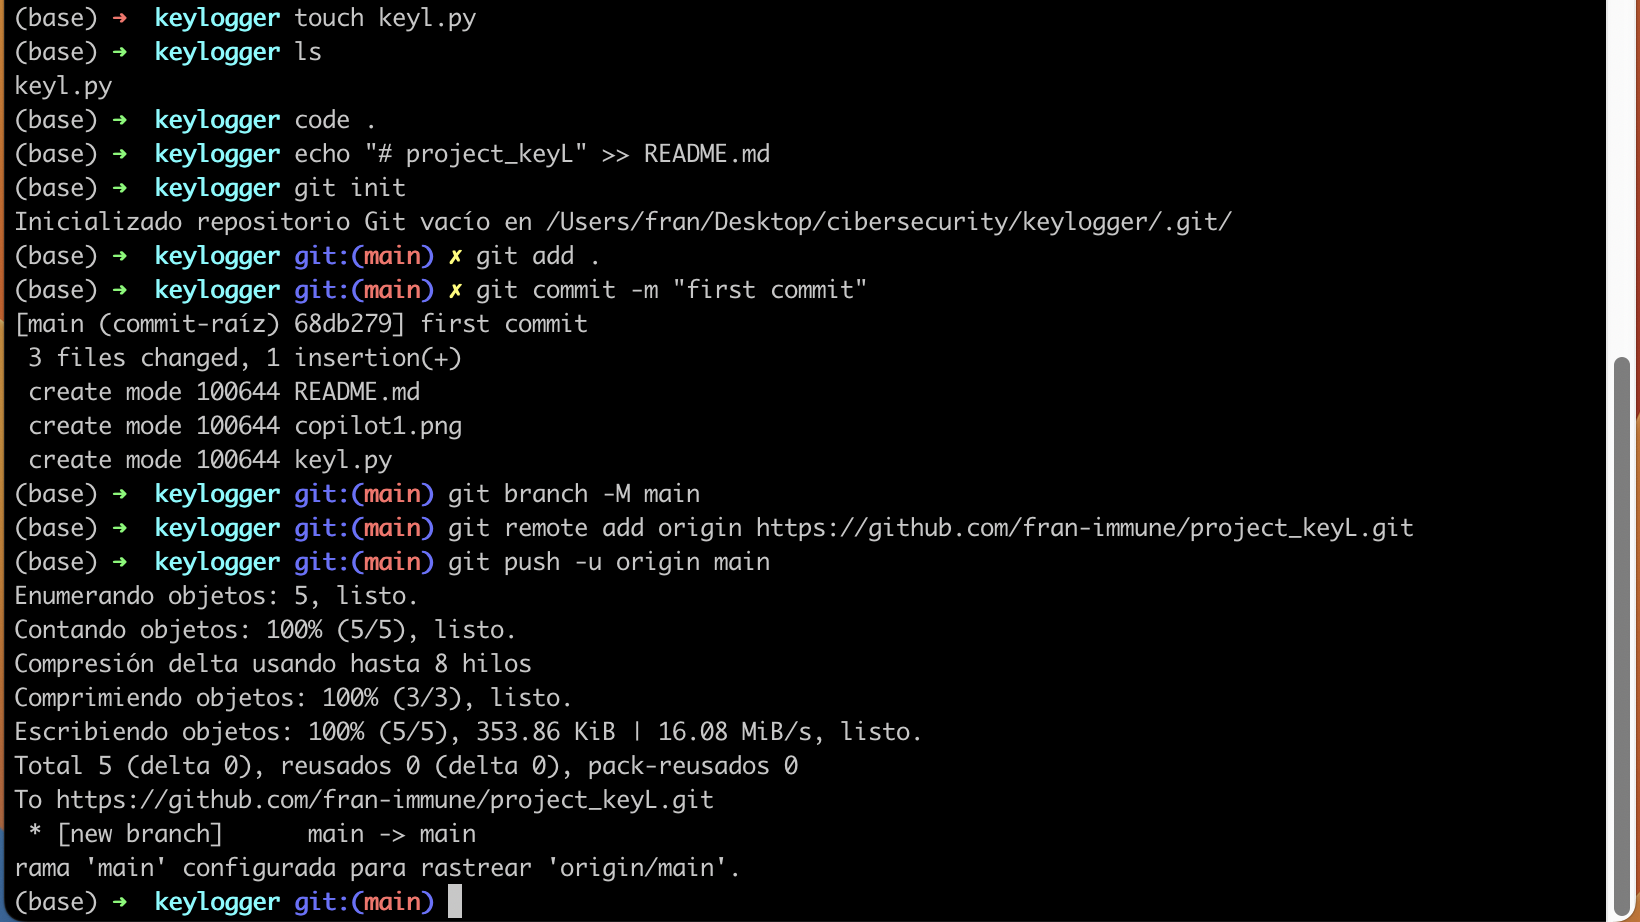 (base) ➜  keylogger touch keyl.py
(base) ➜  keylogger ls
keyl.py
(base) ➜  keylogger code .
(base) ➜  keylogger echo "# project_keyL" >> README.md
(base) ➜  keylogger git init
Inicializado repositorio Git vacío en /Users/fran/Desktop/cibersecurity/keylogger/.git/
(base) ➜  keylogger git:(main) ✗ git add .
(base) ➜  keylogger git:(main) ✗ git commit -m "first commit"
[main (commit-raíz) 68db279] first commit
 3 files changed, 1 insertion(+)
 create mode 100644 README.md
 create mode 100644 copilot1.png
 create mode 100644 keyl.py
(base) ➜  keylogger git:(main) git branch -M main
(base) ➜  keylogger git:(main) git remote add origin https://github.com/fran-immune/project_keyL.git
(base) ➜  keylogger git:(main) git push -u origin main
Enumerando objetos: 5, listo.
Contando objetos: 100% (5/5), listo.
Compresión delta usando hasta 8 hilos
Comprimiendo objetos: 100% (3/3), listo.
Escribiendo objetos: 100% (5/5), 353.86 KiB | 16.08 MiB/s, listo.
Total 5 (delta 0), reusados 0 (delta 0), pack-reusados 0
To https://github.com/fran-immune/project_keyL.git
 * [new branch]      main -> main
rama 'main' configurada para rastrear 'origin/main'.
(base) ➜  keylogger git:(main)